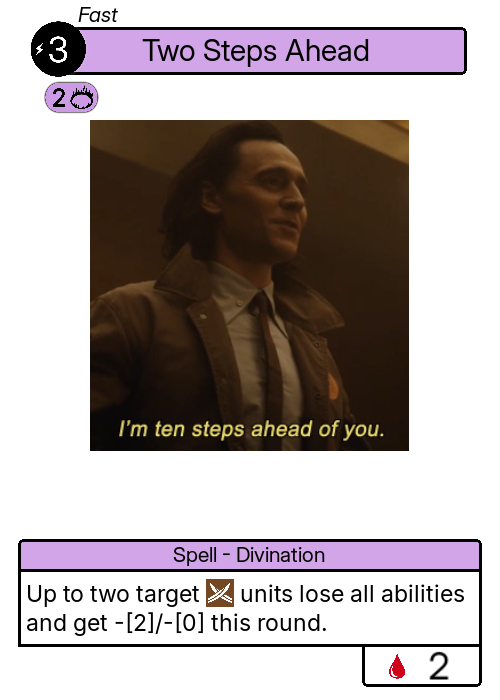 Fast
3 Two Steps Ahead
2
I'm ten steps ahead of you.
Spell - Divination
Up to two target units lose all abilities
and get -[2]/-[0] this round.
2